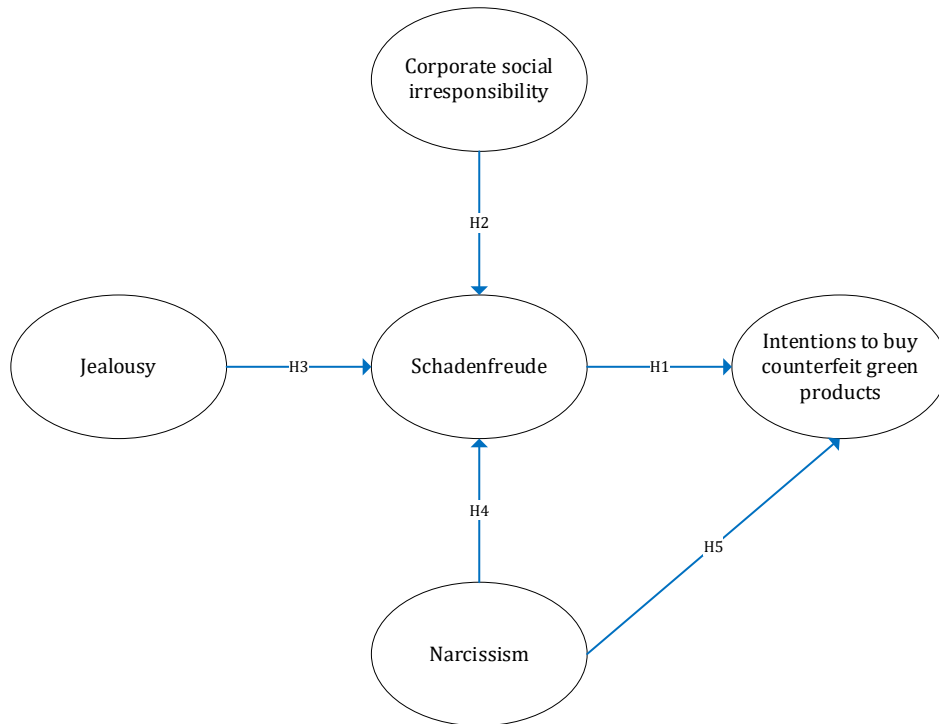 Corporate social
irresponsibility
H2
Jealousy
H3
Schadenfreude
H1
Intentions to buy
counterfeit green
products
H4
H5
Narcissism